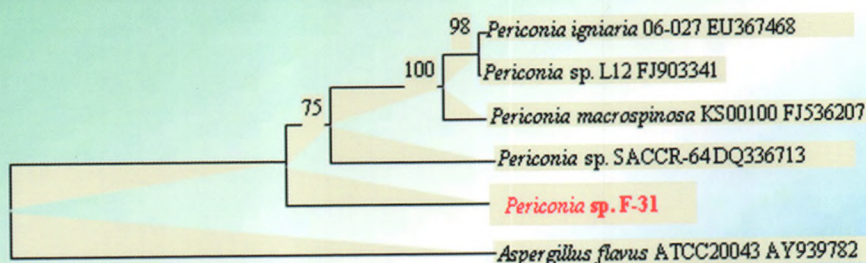 98
Periconia igniaria 06-027 EU367468
100
Periconia sp. L12 FJ903341
75
Periconia macrospinosa KS00100 FJ536207
Periconia sp. SACCR-64 DQ336713
Periconia sp. F-31
Aspergillus flavus ATCC20043 AY939782